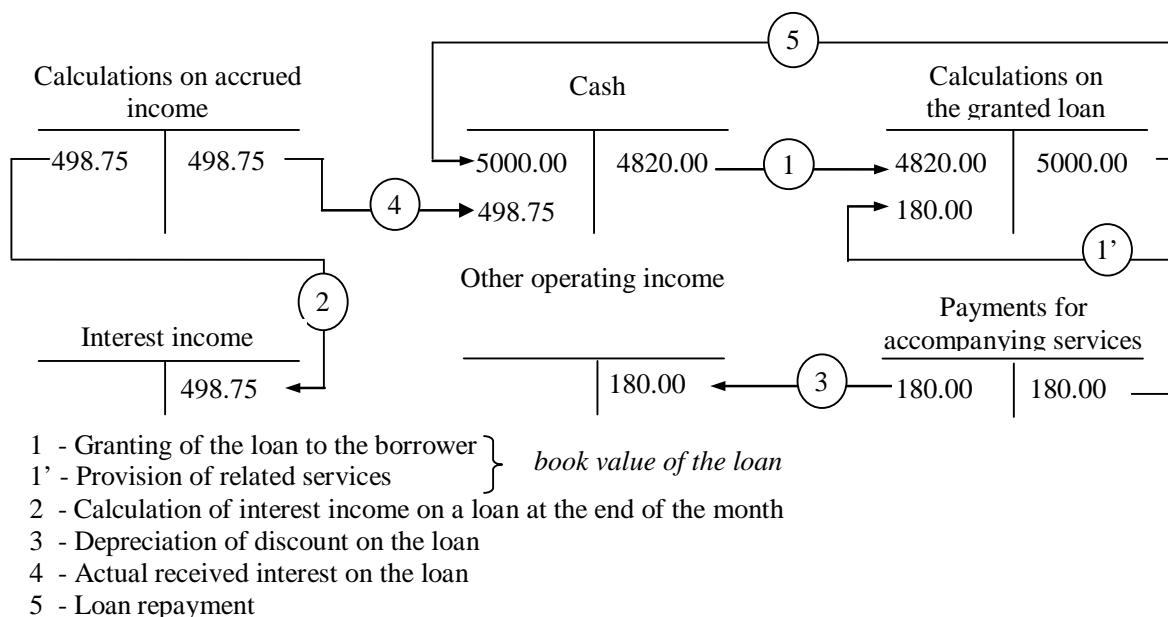 5
Calculations on accrued
income
Cash
Calculations on
the granted loan
498.75 498.75
5000.00 4820.00
1
4820.00 5000.00
4
498.75
180.00
1’
Other operating income
2
Interest income
Payments for
accompanying services
498.75
180.00
3
180.00 180.00
1 - Granting of the loan to the borrower
1’ - Provision of related services
book value of the loan
2 - Calculation of interest income on a loan at the end of the month
3 - Depreciation of discount on the loan
4 - Actual received interest on the loan
5 - Loan repayment